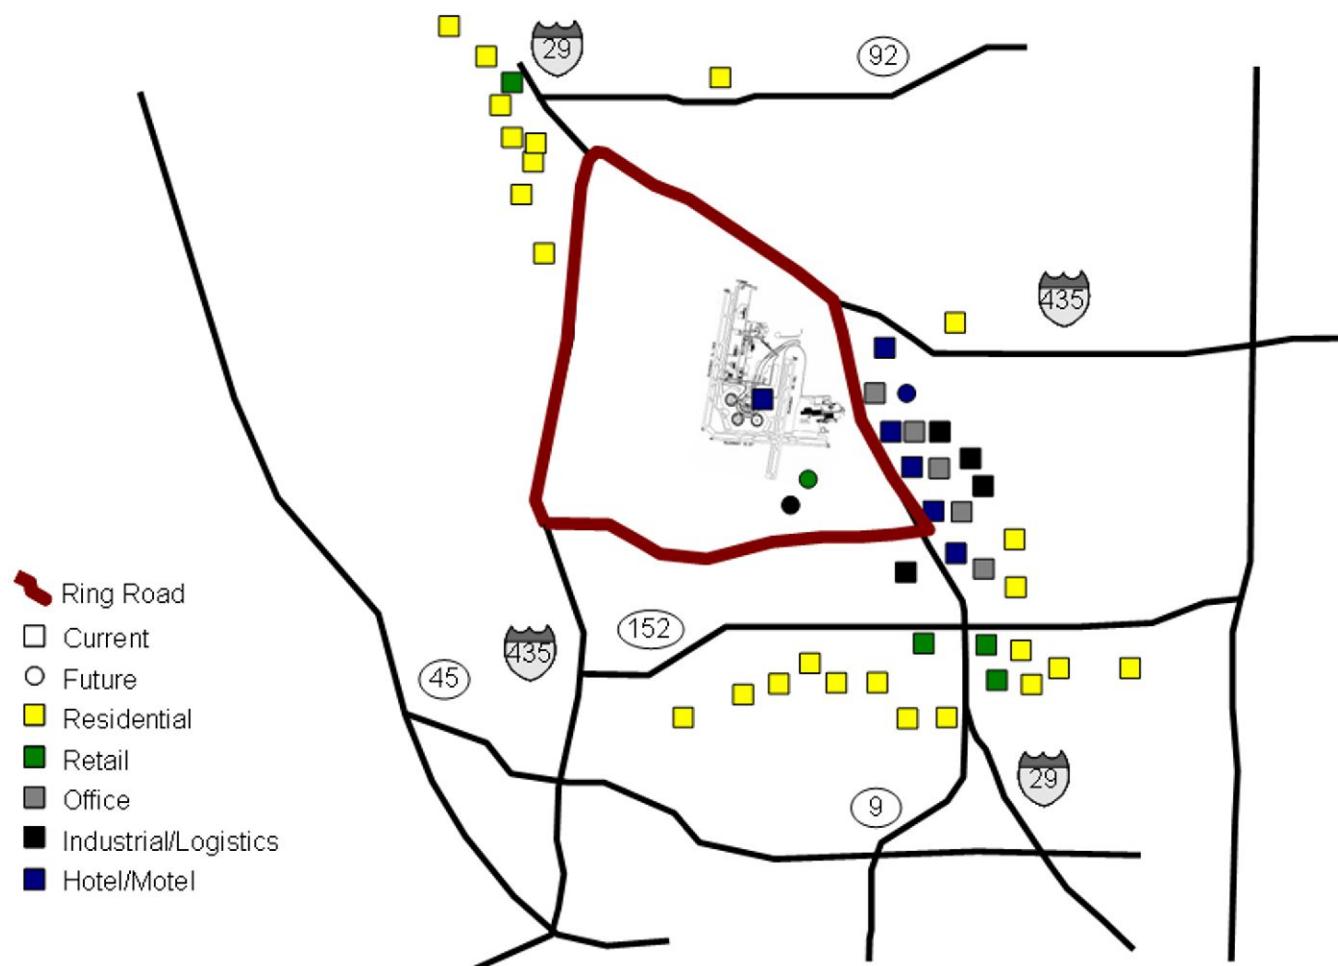 29
92
435
Ring Road
Current
152
435
45
Future
Residential
Retail
29
Office
9
Industrial/Logistics
Hotel/Motel